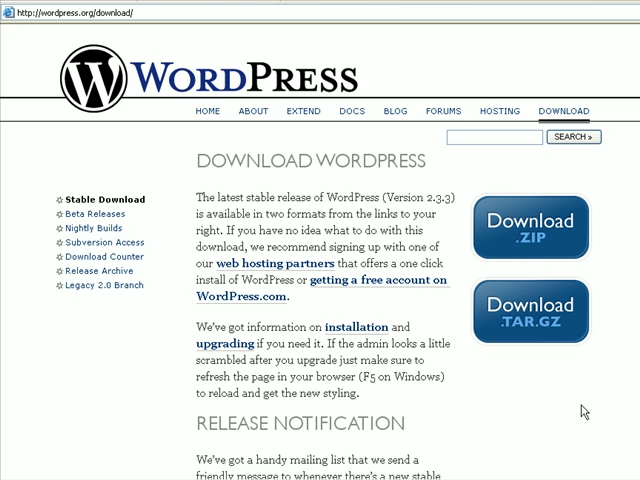 http://wordpress.org/download/
WORDPRESS
HOME ABOUT EXTEND DOCS BLOG FORUMS HOSTING DOWNLOAD
SEARCH »
DOWNLOAD WORDPRESS
Stable Download
Beta Releases
Nightly Builds
Subversion Access
Download Counter
Release Archive
Legacy 2.0 Branch
The latest stable release of WordPress (Version 2.3.3)
is available in two formats from the links to your
right. If you have no idea what to do with this
download, we recommend signing up with one of
our web hosting partners that offers a one click
install of WordPress or getting a free account on
WordPress.com.
We've got information on installation and
upgrading if you need it. If the admin looks a little
scrambled after you upgrade just make sure to
refresh the page in your browser (F5 on Windows)
to reload and get the new styling.
Download
.ZIP
Download
.TAR.GZ
RELEASE NOTIFICATION
We've got a handy mailing list that we send a
friendly message to whenever there's a new stable